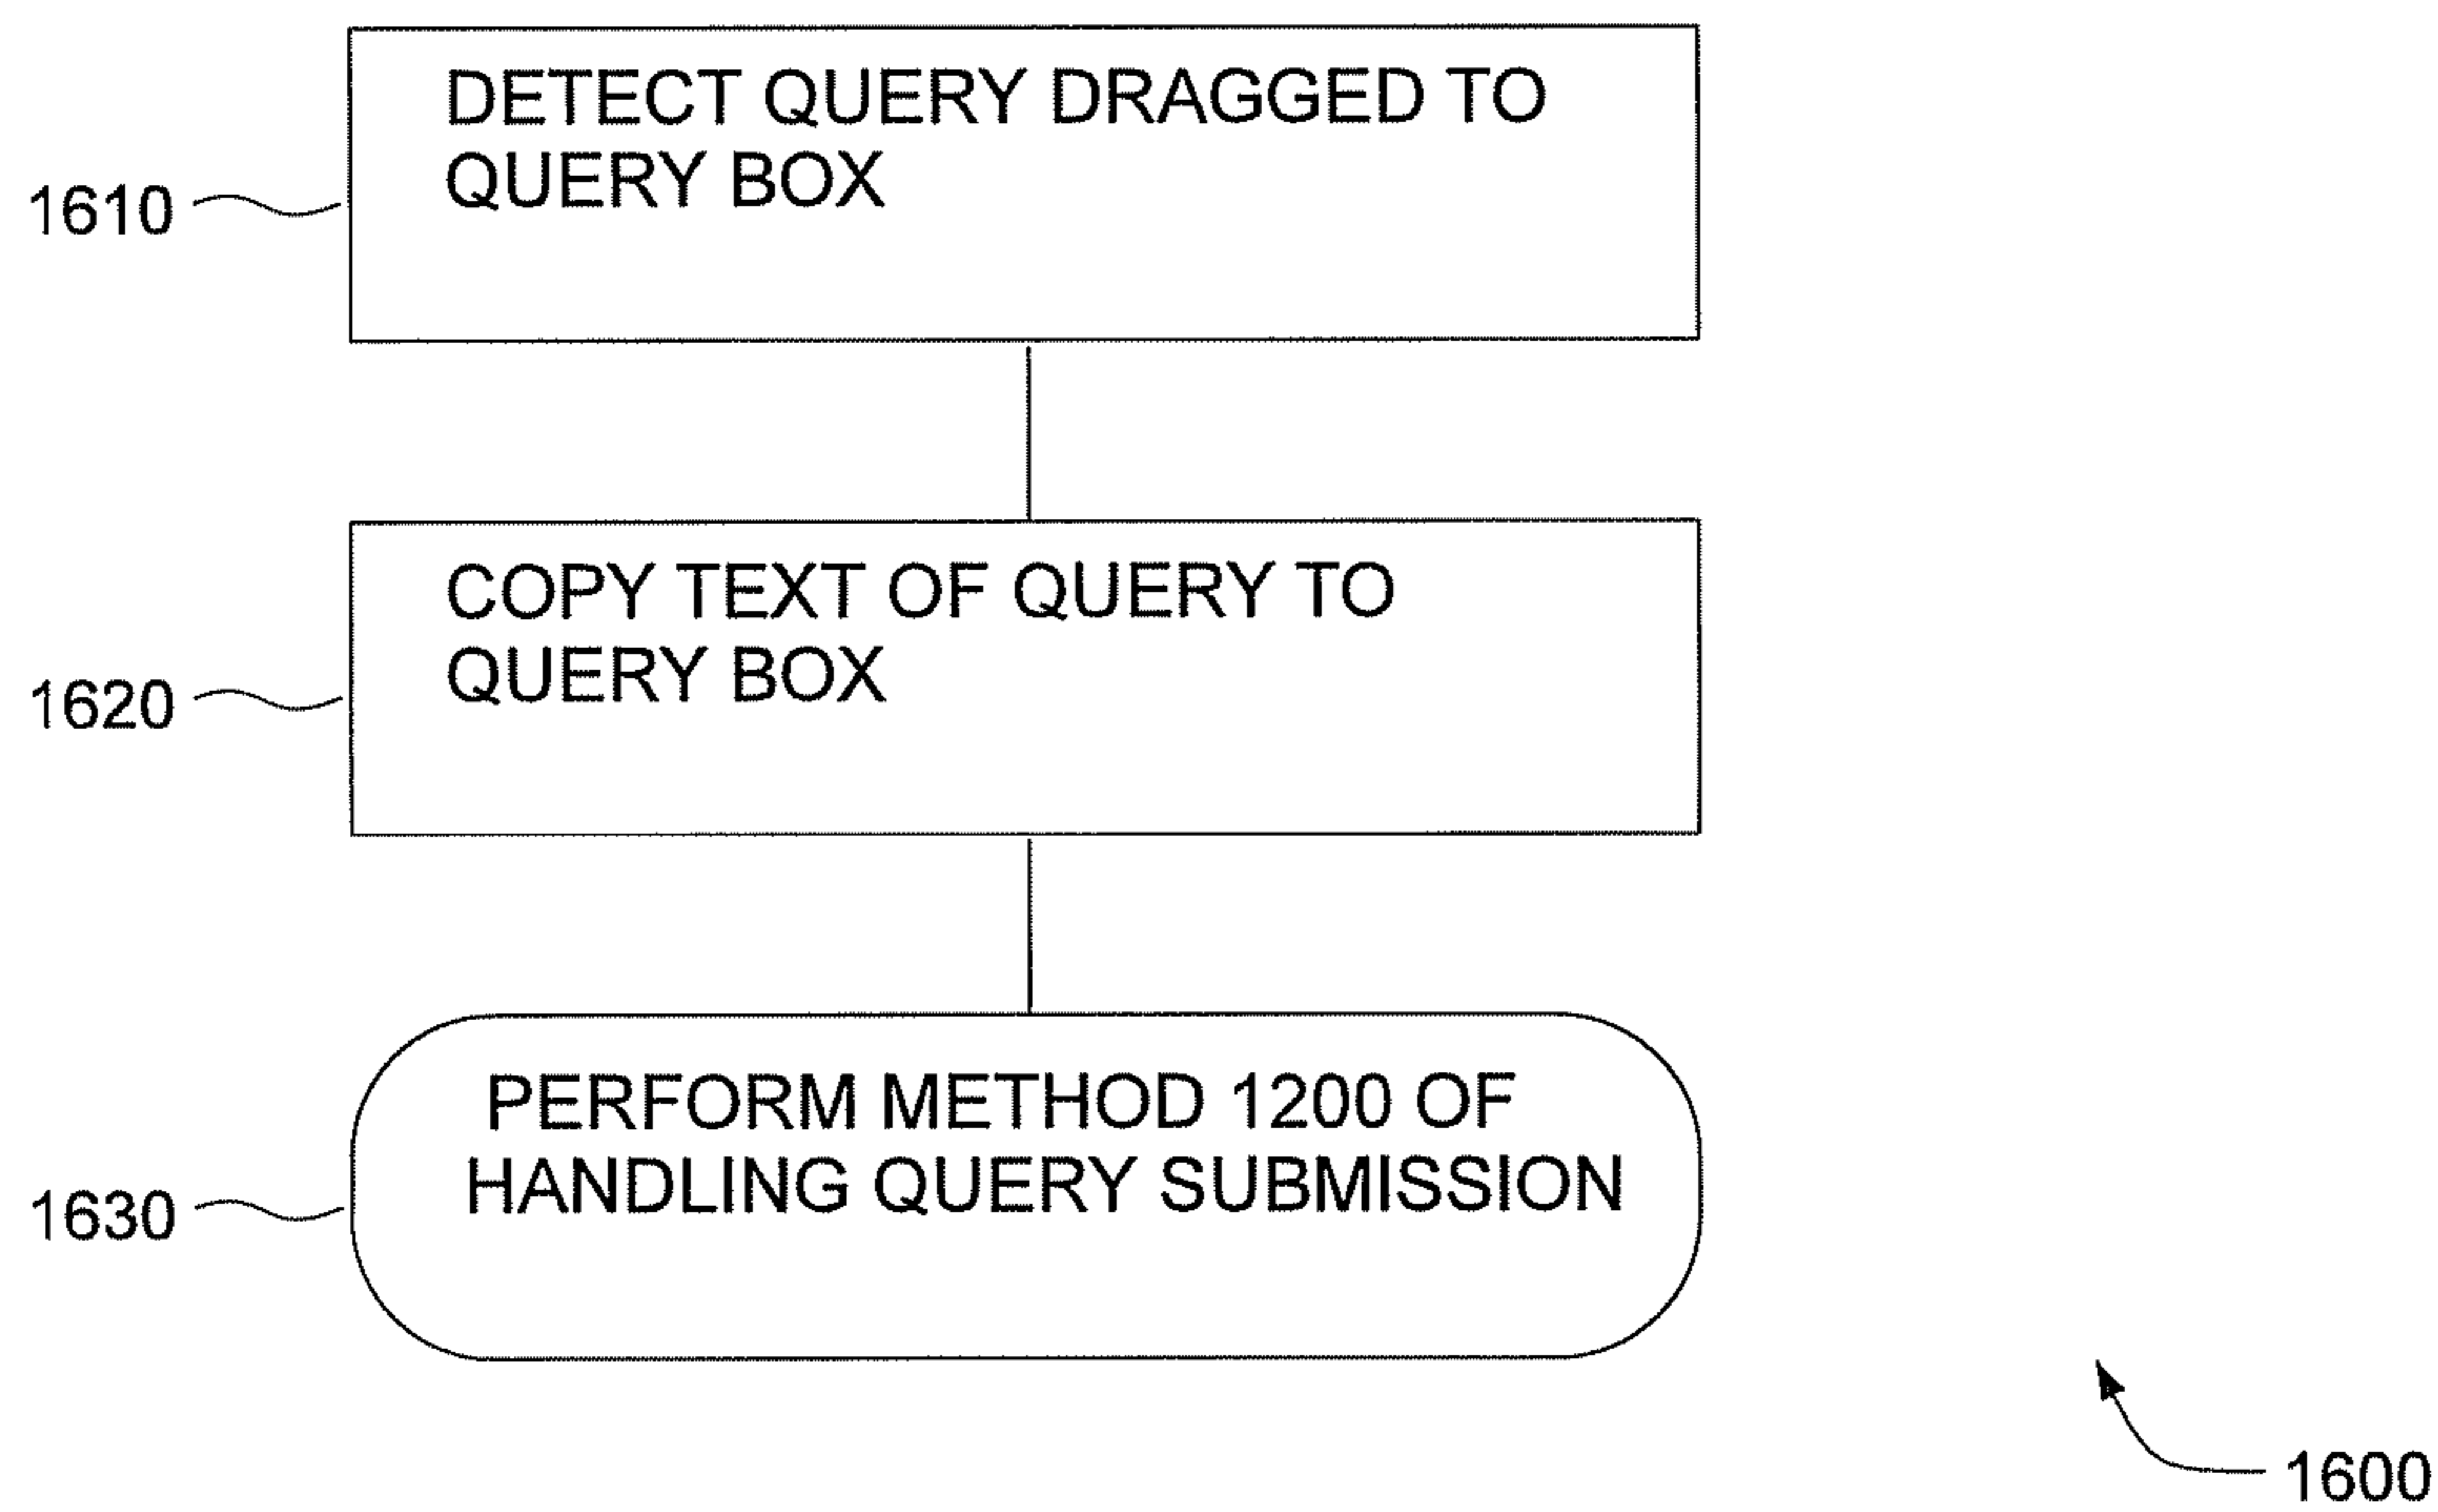 DETECT QUERY DRAGGED TO
QUERY BOX
1610
COPY TEXT OF QUERY TO
QUERY BOX
1620
PERFORM METHOD 1200 OF
HANDLING QUERY SUBMISSION
1630
1600